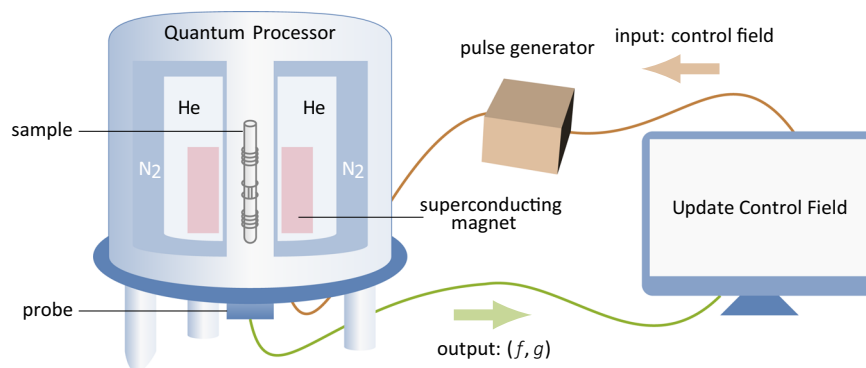 Quantum Processor
pulse generator
input: control field
sample
He
He
N2
N2
superconducting
magnet
Update Control Field
probe
output: (f, g)